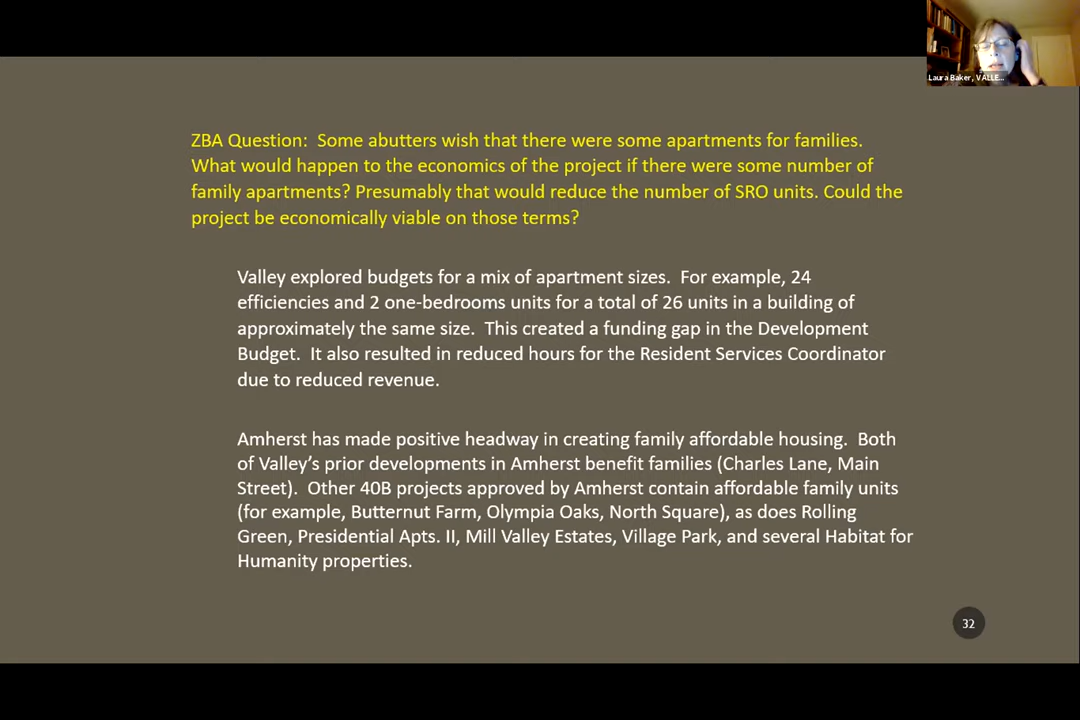 Laura Baker, VALLE...
ZBA Question:  Some abutters wish that there were some apartments for families.
What would happen to the economics of the project if there were some number of
family apartments? Presumably that would reduce the number of SRO units. Could the
project be economically viable on those terms?
Valley explored budgets for a mix of apartment sizes.  For example, 24
efficiencies and 2 one-bedrooms units for a total of 26 units in a building of
approximately the same size.  This created a funding gap in the Development
Budget.  It also resulted in reduced hours for the Resident Services Coordinator
due to reduced revenue.
Amherst has made positive headway in creating family affordable housing.  Both
of Valley’s prior developments in Amherst benefit families (Charles Lane, Main
Street).  Other 40B projects approved by Amherst contain affordable family units
(for example, Butternut Farm, Olympia Oaks, North Square), as does Rolling
Green, Presidential Apts. II, Mill Valley Estates, Village Park, and several Habitat for
Humanity properties.
32